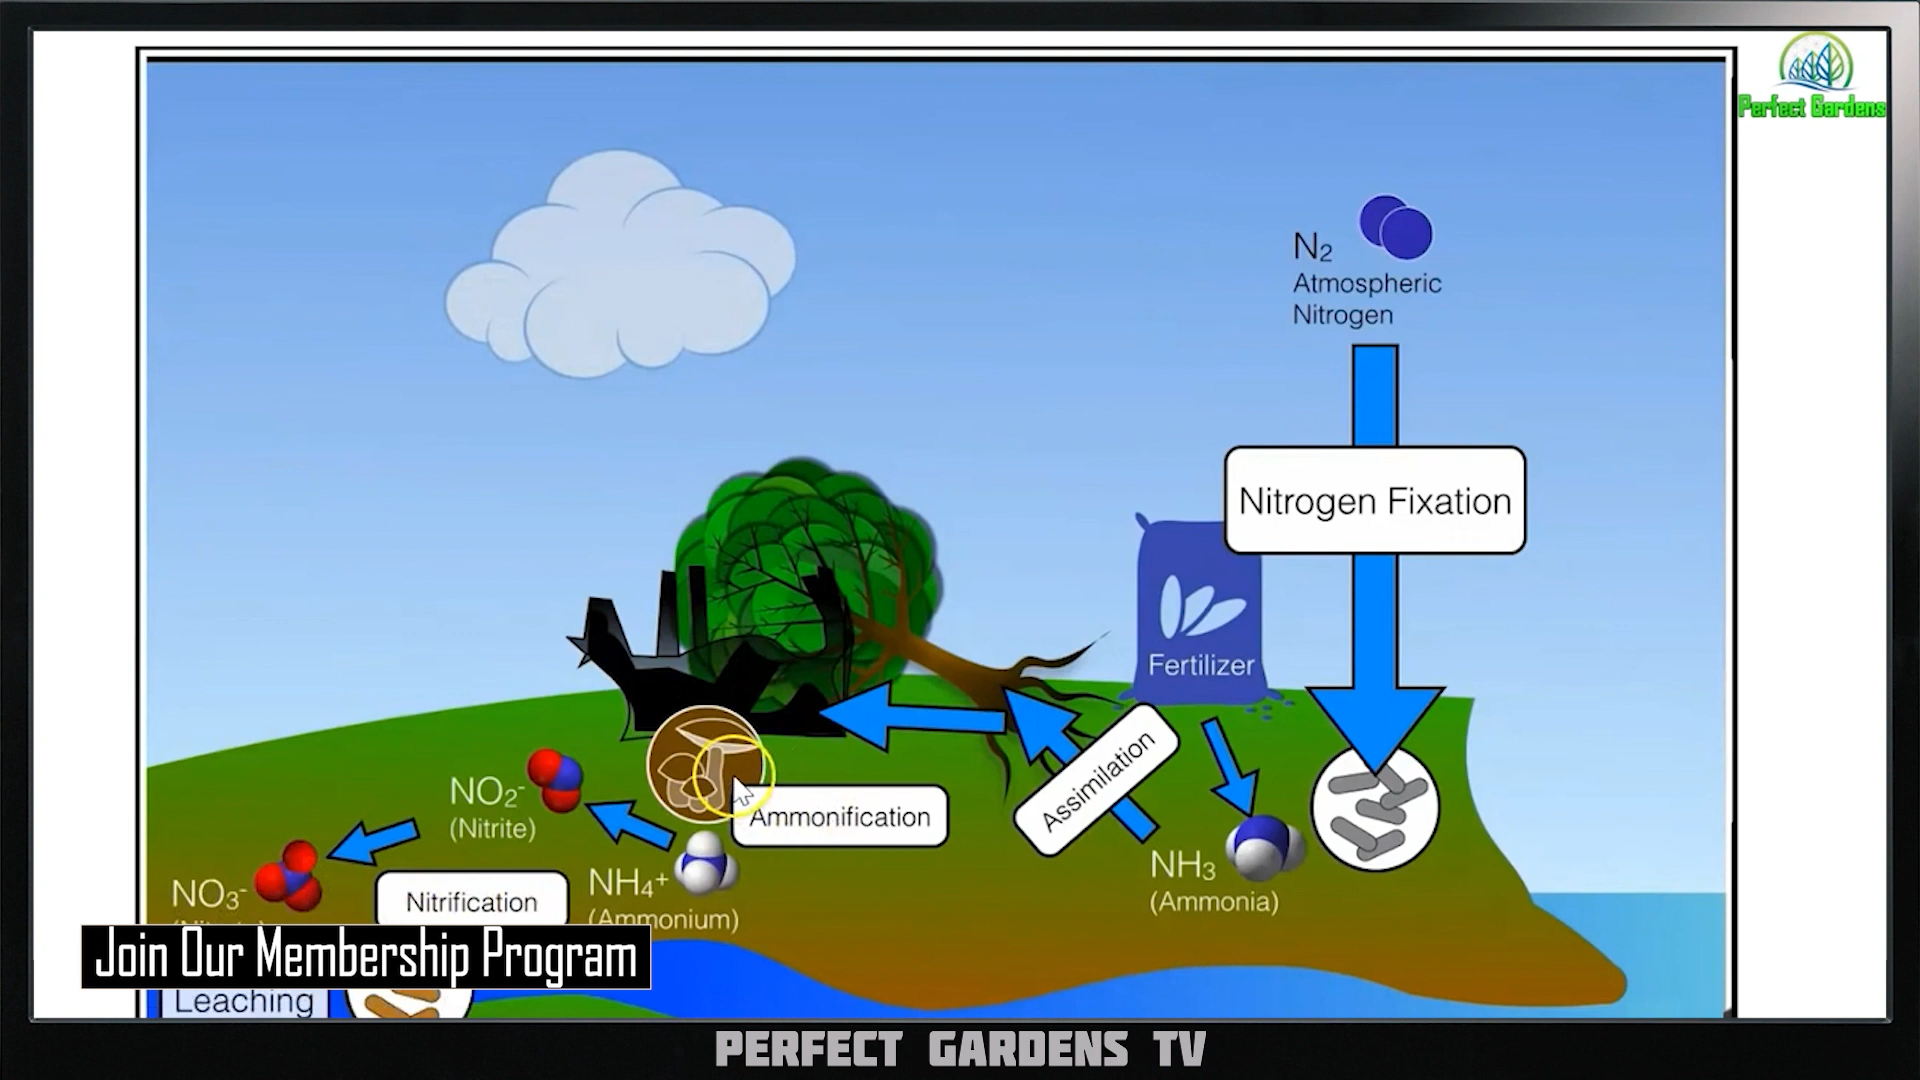 Perfect Gardens
N2
Atmospheric
Nitrogen
Nitrogen Fixation
Fertilizer
Assimilation
NO2-
(Nitrite)
Ammonification
NH3
(Ammonia)
NO3-
Nitrification
NH4+
(Ammonium)
Join Our Membership Program
Leaching
PERFECT GARDENS TV